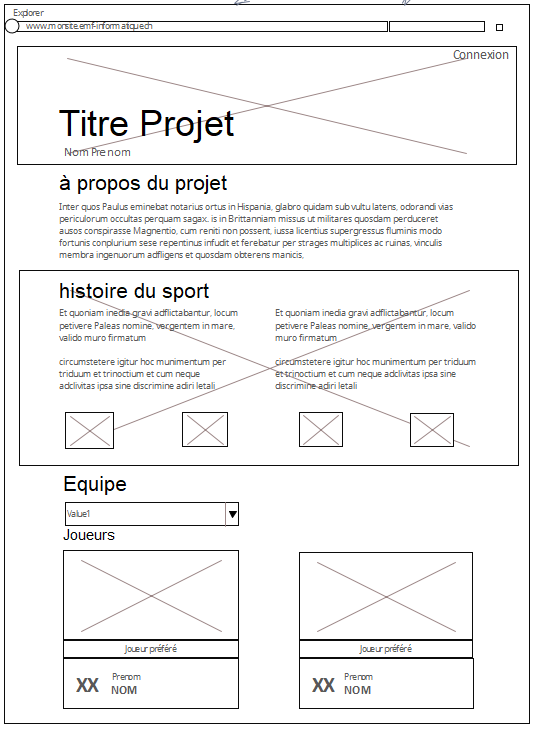 Explorer
www.monsite.emf-informatique.ch
Connexion
Titre Projet
Nom Prenom
à propos du projet
Inter quos Paulus eminebat notarius ortus in Hispania, glabro quidam sub vultu latens, odorandi vias
periculorum occultas perquam sagax. is in Brittanniam missus ut militares quosdam perduceret
ausos conspirasse Magnentio, cum reniti non possent, iussa licentius supergressus fluminis modo
fortunis conplurium sese repentinus infudit et ferebatur per strages multiplices ac ruinas, vinculis
membra ingenuorum adfligens et quosdam obterens manicis,
histoire du sport
Et quoniam inedia gravi adflictabantur, locum
petivere Paleas nomine, vergentem in mare,
valido muro firmatum
circumstetere igitur hoc munimentum per
triduum et trinoctium et cum neque
adclivitas ipsa sine discrimine adiri letali
Et quoniam inedia gravi adflictabantur, locum
petivere Paleas nomine, vergentem in mare, valido
muro firmatum
circumstetere igitur hoc munimentum per triduum
et trinoctium et cum neque adclivitas ipsa sine
discrimine adiri letali
Equipe
Value1
Joueurs
Joueur préféré
Joueur préféré
XX
Prenom
NOM
XX
Prenom
NOM